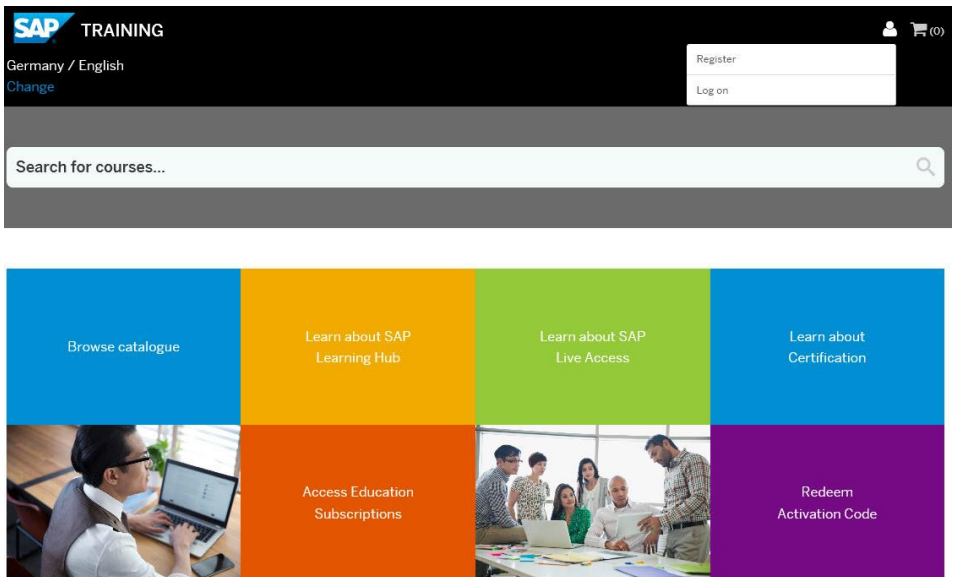 SAP TRAINING
(0)
Germany / English
Change
Register
Log on
Search for courses...
Browse catalogue
Learn about SAP
Learning Hub
Learn about SAP
Live Access
Learn about
Certification
Access Education
Subscriptions
Redeem
Activation Code